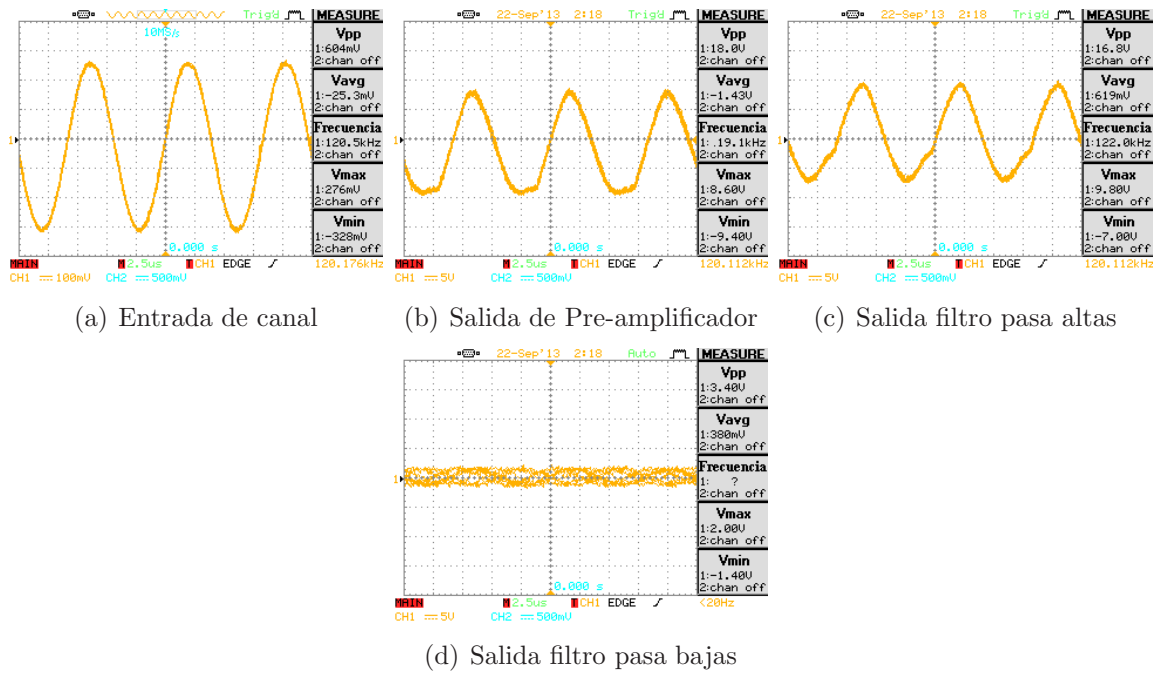 10MS/s
Trig'd
MEASURE
Vpp
1:604mV
2:chan off
Vavg
1:-25.3mV
2:chan off
Frecuencia
1:120.5kHz
2:chan off
Vmax
1:276mV
2:chan off
Vmin
1:-328mV
2:chan off
1
0.000 s
MAIN M 2.5us T CH1 EDGE 120.176kHz
CH1 100mV CH2 500mV
(a) Entrada de canal
22-Sep'13 2:18 Trig'd
MEASURE
Vpp
1:18.0V
2:chan off
Vavg
1:-1.43V
2:chan off
Frecuencia
1:.19.1kHz
2:chan off
Vmax
1:8.60V
2:chan off
Vmin
1:-9.40V
2:chan off
1
0.000 s
MAIN M 2.5us T CH1 EDGE 120.112kHz
CH1 5V CH2 500mV
(b) Salida de Pre-amplificador
22-Sep'13 2:18 Trig'd
MEASURE
Vpp
1:16.8V
2:chan off
Vavg
1:619mV
2:chan off
Frecuencia
1:122.0kHz
2:chan off
Vmax
1:9.80V
2:chan off
Vmin
1:-7.00V
2:chan off
1
0.000 s
MAIN M 2.5us T CH1 EDGE 120.112kHz
CH1 5V CH2 500mV
(c) Salida filtro pasa altas
22-Sep'13 2:18 Auto
MEASURE
Vpp
1:3.40V
2:chan off
Vavg
1:380mV
2:chan off
Frecuencia
1: ?
2:chan off
Vmax
1:2.00V
2:chan off
Vmin
1:-1.40V
2:chan off
1
0.000 s
MAIN M 2.5us T CH1 EDGE <20Hz
CH1 5V CH2 500mV
(d) Salida filtro pasa bajas